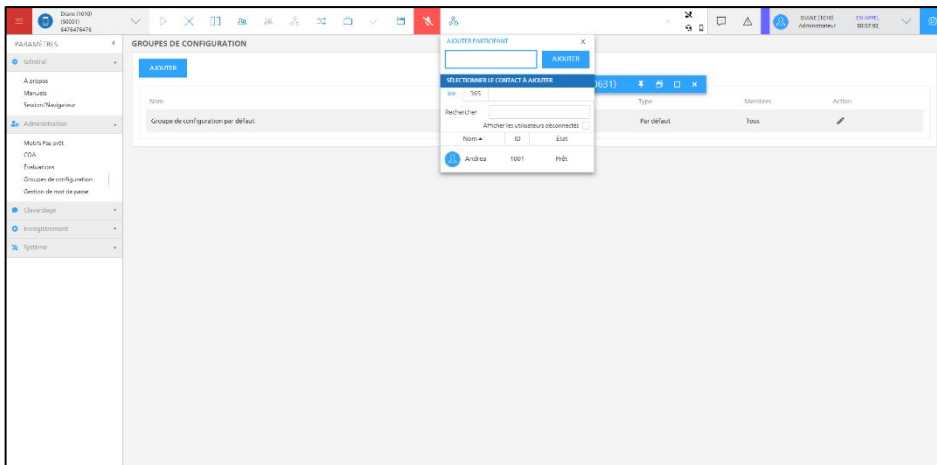 Diane (1010)
(50001)
6476476476
DIANE (1010)
Administrateur
EN APPEL
00:07:02
PARAMÈTRES
Général
À propos
Manuels
Session/Navigateur
Administration
Motifs Pas prêt
CDA
Évaluations
Groupes de configuration
Gestion de mot de passe
Clavardage
Enregistrement
Système
GROUPES DE CONFIGURATION
AJOUTER
Nom
Type
Membres
Action
Groupe de configuration par défaut
Par défaut
Tous
AJOUTER PARTICIPANT
X
AJOUTER
SÉLECTIONNER LE CONTACT À AJOUTER
0631)
ice
365
Rechercher
Afficher les utilisateurs déconnectés
Nom
ID
État
Andrea
1001
Prêt